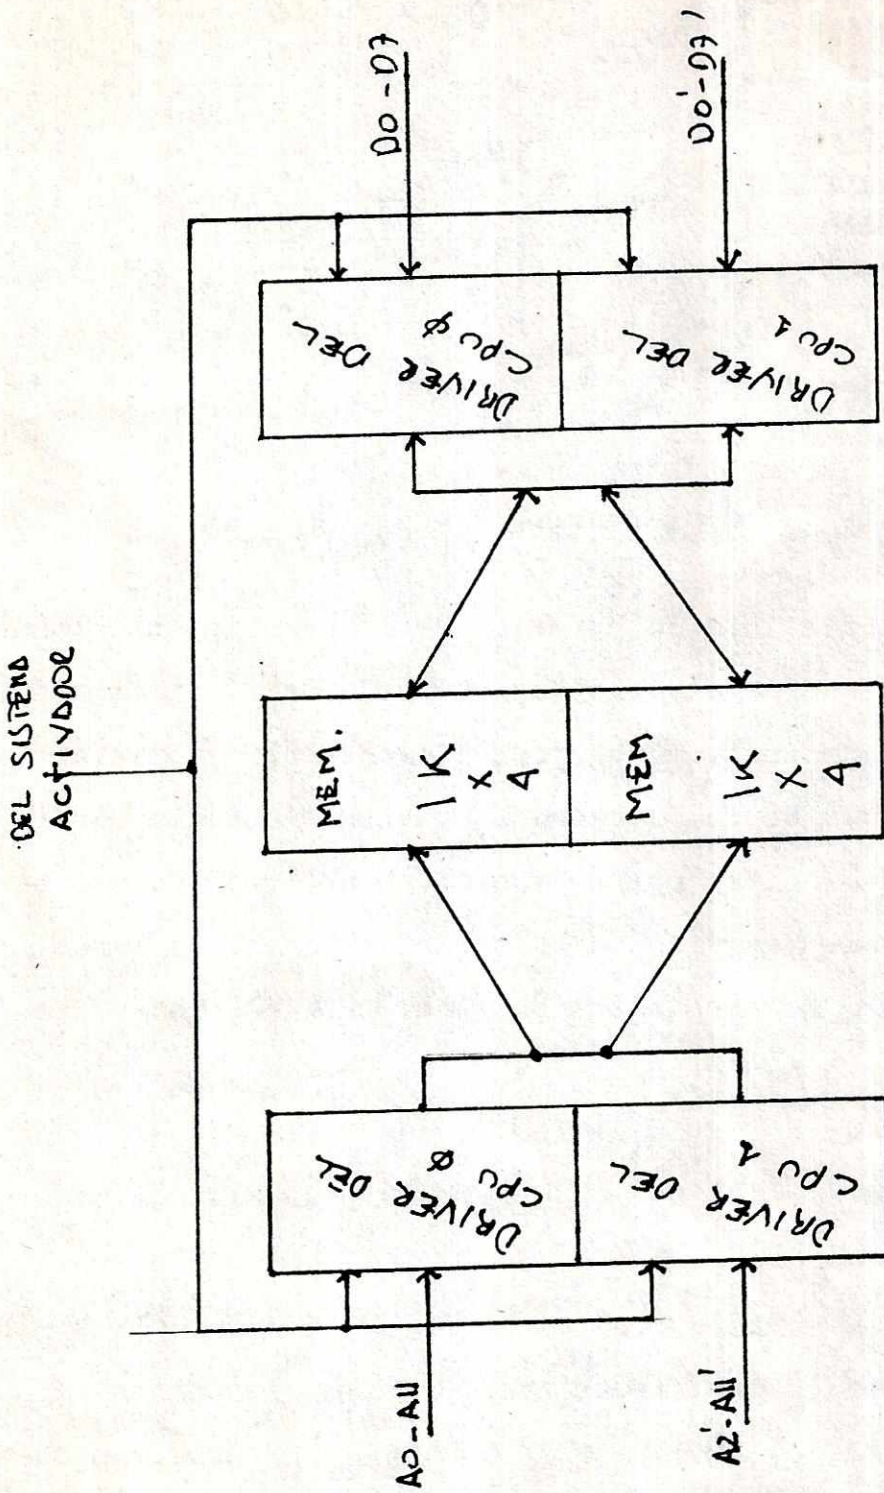 DEL SISTEMA
ACTIVADOR
A0-A11
DRIVER DEL
CPU Ø
MEM.
1K
X
4
DRIVER DEL
CPU Ø
D0-D7
A2'-A11'
DRIVER DEL
CPU 1
MEM
1K
X
4
DRIVER DEL
CPU 1
D0'-D7'